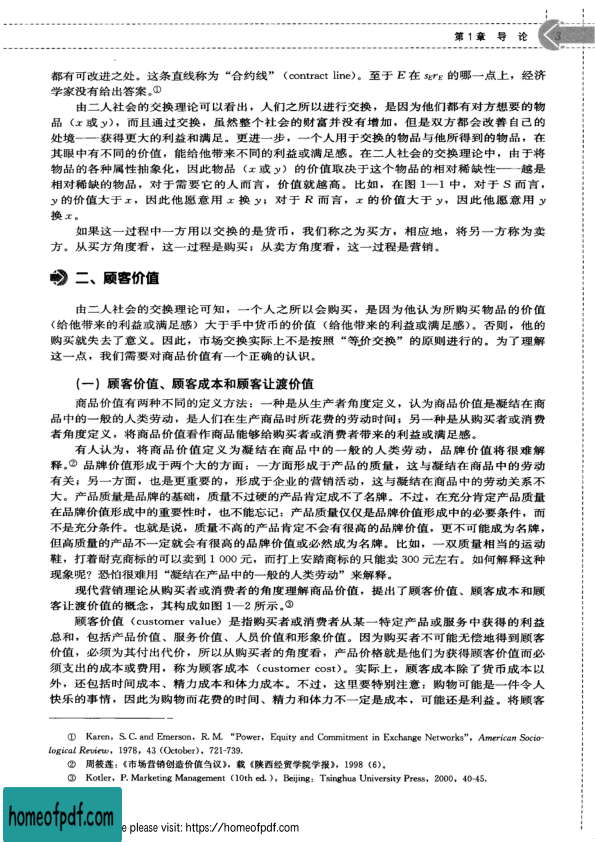 第 1 章 导 论
3
都有可改进之处。这条直线称为“合约线”（contract line）。至于 E 在 sErE 的哪一点上，经济
学家没有给出答案。①
由二人社会的交换理论可以看出，人们之所以进行交换，是因为他们都有对方想要的物
品（x 或 y），而且通过交换，虽然整个社会的财富并没有增加，但是双方都会改善自己的
处境——获得更大的利益和满足。更进一步，一个人用于交换的物品与他所得到的物品，在
其眼中有不同的价值，能给他带来不同的利益或满足感。在二人社会的交换理论中，由于将
物品的各种属性抽象化，因此物品（x 或 y）的价值取决于这个物品的相对稀缺性——越是
相对稀缺的物品，对于需要它的人而言，价值就越高。比如，在图 1—1 中，对于 S 而言，
y 的价值大于 x，因此他愿意用 x 换 y；对于 R 而言，x 的价值大于 y，因此他愿意用 y
换 x。
如果这一过程中一方用以交换的是货币，我们称之为买方，相应地，将另一方称为卖
方。从买方角度看，这一过程是购买；从卖方角度看，这一过程是营销。
二、顾客价值
由二人社会的交换理论可知，一个人之所以会购买，是因为他认为所购买物品的价值
（给他带来的利益或满足感）大于手中货币的价值（给他带来的利益或满足感）。否则，他的
购买就失去了意义。因此，市场交换实际上不是按照“等价交换”的原则进行的。为了理解
这一点，我们需要对商品价值有一个正确的认识。
（一）顾客价值、顾客成本和顾客让渡价值
商品价值有两种不同的定义方法：一种是从生产者角度定义，认为商品价值是凝结在商
品中的一般的人类劳动，是人们在生产商品时所花费的劳动时间；另一种是从购买者或消费
者角度定义，将商品价值看作商品能够给购买者或消费者带来的利益或满足感。
有人认为，将商品价值定义为凝结在商品中的一般的人类劳动，品牌价值将很难解
释。② 品牌价值形成于两个大的方面：一方面形成于产品的质量，这与凝结在商品中的劳动
有关；另一方面，也是更重要的，形成于企业的营销活动，这与凝结在商品中的劳动关系不
大。产品质量是品牌的基础，质量不过硬的产品肯定成不了名牌。不过，在充分肯定产品质量
在品牌价值形成中的重要性时，也不能忘记：产品质量仅仅是品牌价值形成中的必要条件，而
不是充分条件。也就是说，质量不高的产品肯定不会有很高的品牌价值，更不可能成为名牌，
但高质量的产品不一定就会有很高的品牌价值或必然成为名牌。比如，一双质量相当的运动
鞋，打着耐克商标的可以卖到 1 000 元，而打上安踏商标的只能卖 300 元左右。如何解释这种
现象呢？恐怕很难用“凝结在产品中的一般的人类劳动”来解释。
现代营销理论从购买者或消费者的角度理解商品价值，提出了顾客价值、顾客成本和顾
客让渡价值的概念，其构成如图 1—2 所示。③
顾客价值（customer value）是指购买者或消费者从某一特定产品或服务中获得的利益
总和，包括产品价值、服务价值、人员价值和形象价值。因为购买者不可能无偿地得到顾客
价值，必须为其付出代价，所以从购买者的角度看，产品价格就是他们为获得顾客价值而必
须支出的成本或费用，称为顾客成本（customer cost）。实际上，顾客成本除了货币成本以
外，还包括时间成本、精力成本和体力成本。不过，这里要特别注意：购物可能是一件令人
快乐的事情，因此为购物而花费的时间、精力和体力不一定是成本，可能还是利益。将顾客
① Karen, S. C. and Emerson, R. M. “Power, Equity and Commitment in Exchange Networks”, American Socio-
logical Review, 1978, 43 (October), 721-739.
② 周筱莲：《市场营销创造价值刍议》，载《陕西经贸学院学报》，1998（6）。
③ Kotler, P. Marketing Management (10th ed.), Beijing: Tsinghua University Press, 2000, 40-45.
homeofpdf.com
e please visit: https://homeofpdf.com